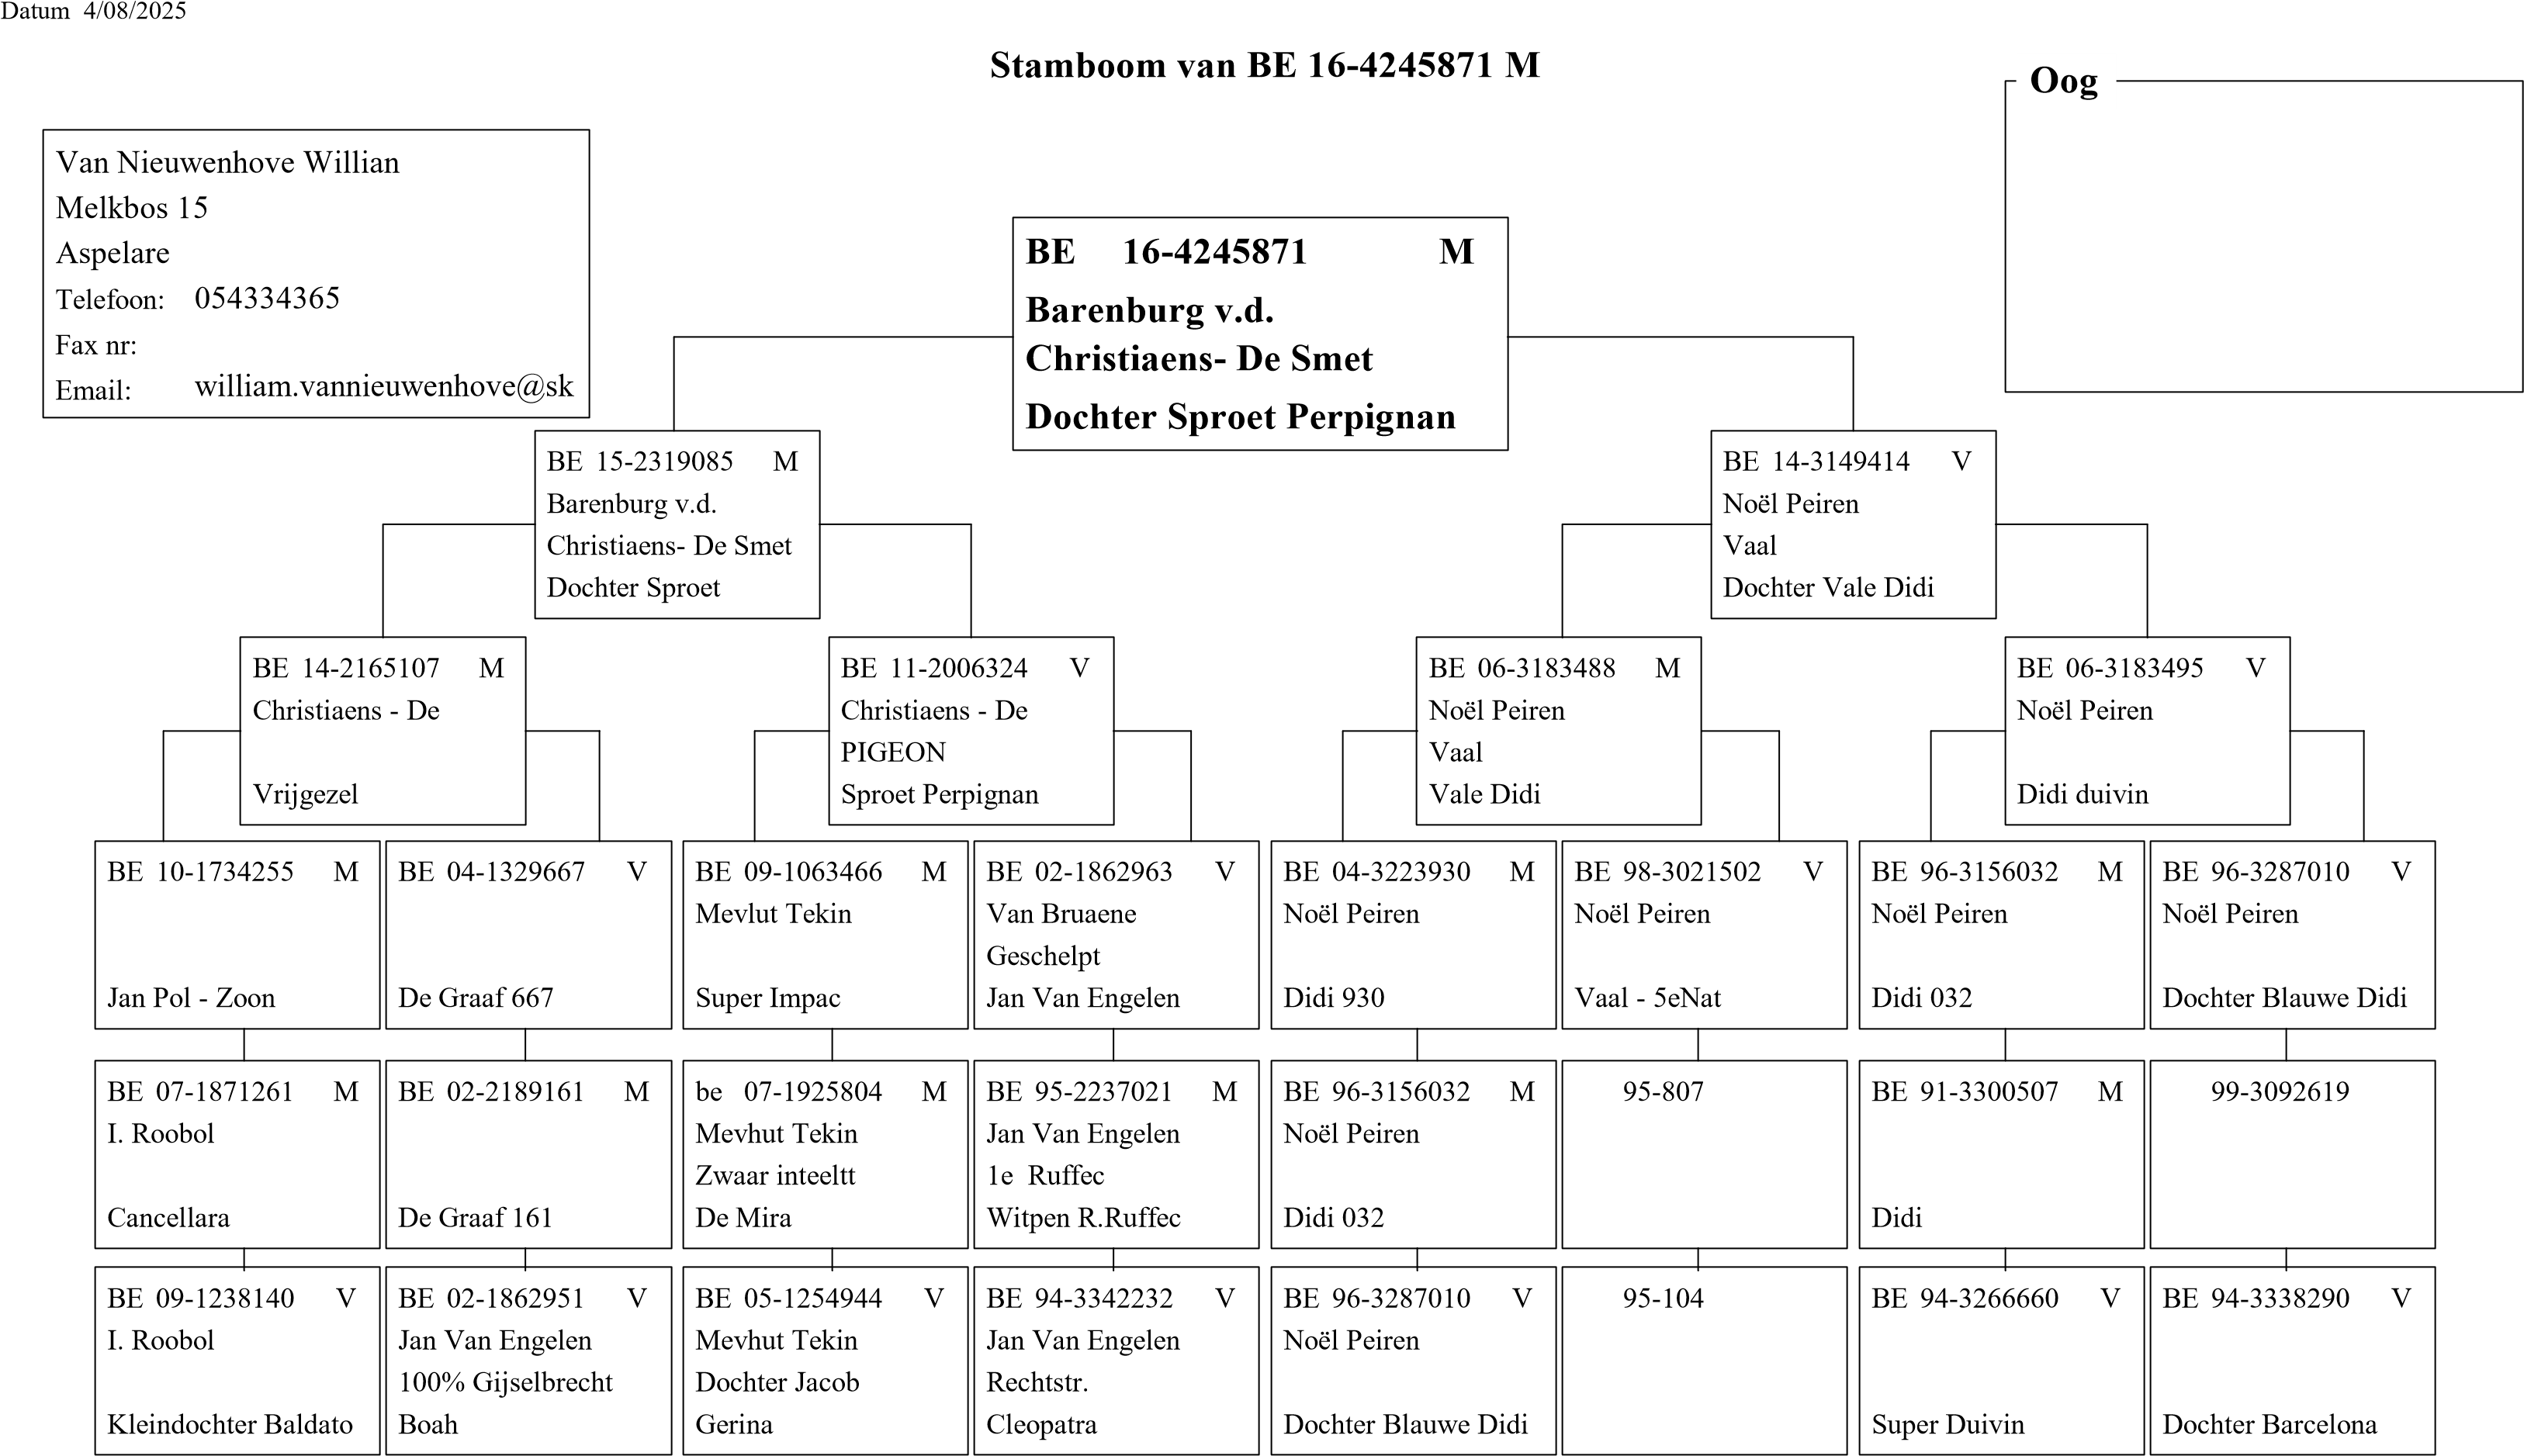 Datum 4/08/2025
Stamboom van BE 16-4245871 M
Oog
Van Nieuwenhove Willian
Melkbos 15
Aspelare
Telefoon: 054334365
Fax nr:
Email: william.vannieuwenhove@sk
BE 16-4245871 M
Barenburg v.d.
Christiaens- De Smet
Dochter Sproet Perpignan
BE 15-2319085 M
Barenburg v.d.
Christiaens- De Smet
Dochter Sproet
BE 14-3149414 V
Noël Peiren
Vaal
Dochter Vale Didi
BE 14-2165107 M
Christiaens - De
Vrijgezel
BE 11-2006324 V
Christiaens - De
PIGEON
Sproet Perpignan
BE 06-3183488 M
Noël Peiren
Vaal
Vale Didi
BE 06-3183495 V
Noël Peiren
Didi duivin
BE 10-1734255 M
Jan Pol - Zoon
BE 04-1329667 V
De Graaf 667
BE 09-1063466 M
Mevlut Tekin
Super Impac
BE 02-1862963 V
Van Bruaene
Geschelpt
Jan Van Engelen
BE 04-3223930 M
Noël Peiren
Didi 930
BE 98-3021502 V
Noël Peiren
Vaal - 5eNat
BE 96-3156032 M
Noël Peiren
Didi 032
BE 96-3287010 V
Noël Peiren
Dochter Blauwe Didi
BE 07-1871261 M
I. Roobol
Cancellara
BE 02-2189161 M
De Graaf 161
be 07-1925804 M
Mevhut Tekin
Zwaar inteeltt
De Mira
BE 95-2237021 M
Jan Van Engelen
1e Ruffec
Witpen R.Ruffec
BE 96-3156032 M
Noël Peiren
Didi 032
95-807
BE 91-3300507 M
Didi
99-3092619
BE 09-1238140 V
I. Roobol
Kleindochter Baldato
BE 02-1862951 V
Jan Van Engelen
100% Gijselbrecht
Boah
BE 05-1254944 V
Mevhut Tekin
Dochter Jacob
Gerina
BE 94-3342232 V
Jan Van Engelen
Rechtstr.
Cleopatra
BE 96-3287010 V
Noël Peiren
Dochter Blauwe Didi
95-104
BE 94-3266660 V
Super Duivin
BE 94-3338290 V
Dochter Barcelona